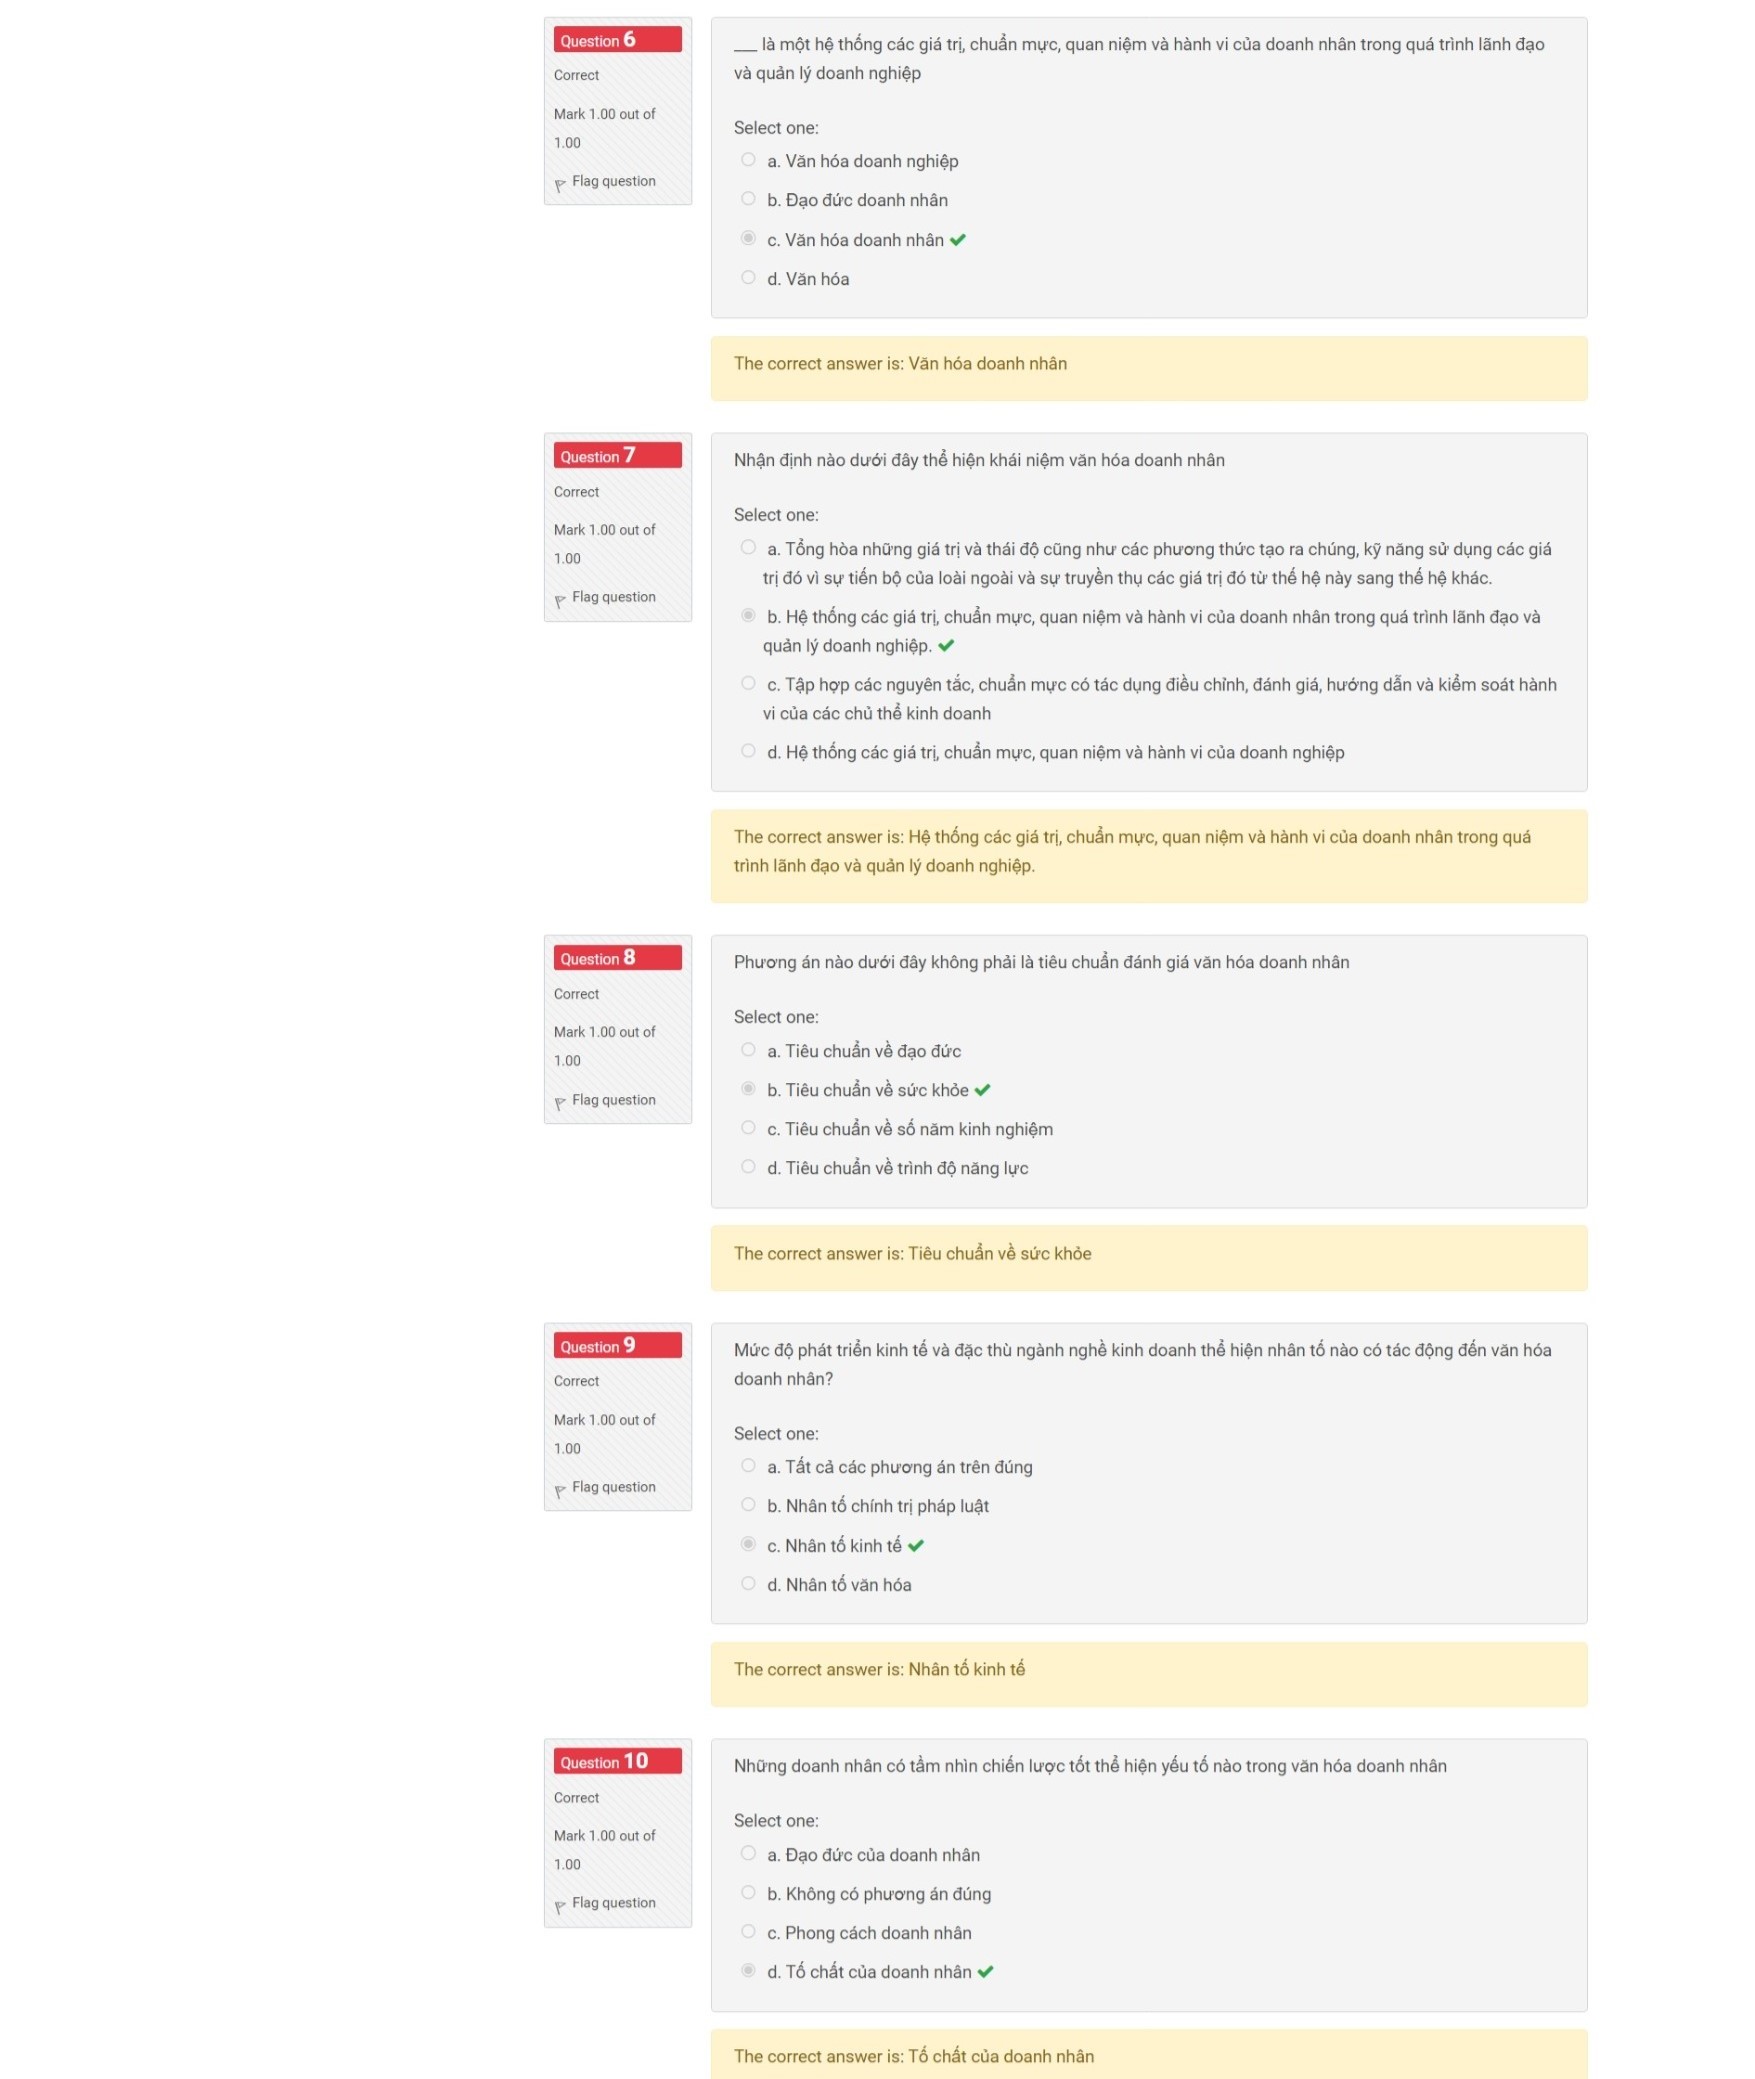 Question 6
Correct
Mark 1.00 out of
1.00
Flag question
___ là một hệ thống các giá trị, chuẩn mực, quan niệm và hành vi của doanh nhân trong quá trình lãnh đạo
và quản lý doanh nghiệp
Select one:
a. Văn hóa doanh nghiệp
b. Đạo đức doanh nhân
c. Văn hóa doanh nhân
d. Văn hóa
The correct answer is: Văn hóa doanh nhân
Question 7
Correct
Mark 1.00 out of
1.00
Flag question
Nhận định nào dưới đây thể hiện khái niệm văn hóa doanh nhân
Select one:
a. Tổng hòa những giá trị và thái độ cũng như các phương thức tạo ra chúng, kỹ năng sử dụng các giá
trị đó vì sự tiến bộ của loài ngoài và sự truyền thụ các giá trị đó từ thế hệ này sang thế hệ khác.
b. Hệ thống các giá trị, chuẩn mực, quan niệm và hành vi của doanh nhân trong quá trình lãnh đạo và
quản lý doanh nghiệp.
c. Tập hợp các nguyên tắc, chuẩn mực có tác dụng điều chỉnh, đánh giá, hướng dẫn và kiểm soát hành
vi của các chủ thể kinh doanh
d. Hệ thống các giá trị, chuẩn mực, quan niệm và hành vi của doanh nghiệp
The correct answer is: Hệ thống các giá trị, chuẩn mực, quan niệm và hành vi của doanh nhân trong quá
trình lãnh đạo và quản lý doanh nghiệp.
Question 8
Correct
Mark 1.00 out of
1.00
Flag question
Phương án nào dưới đây không phải là tiêu chuẩn đánh giá văn hóa doanh nhân
Select one:
a. Tiêu chuẩn về đạo đức
b. Tiêu chuẩn về sức khỏe
c. Tiêu chuẩn về số năm kinh nghiệm
d. Tiêu chuẩn về trình độ năng lực
The correct answer is: Tiêu chuẩn về sức khỏe
Question 9
Correct
Mark 1.00 out of
1.00
Flag question
Mức độ phát triển kinh tế và đặc thù ngành nghề kinh doanh thể hiện nhân tố nào có tác động đến văn hóa
doanh nhân?
Select one:
a. Tất cả các phương án trên đúng
b. Nhân tố chính trị pháp luật
c. Nhân tố kinh tế
d. Nhân tố văn hóa
The correct answer is: Nhân tố kinh tế
Question 10
Correct
Mark 1.00 out of
1.00
Flag question
Những doanh nhân có tầm nhìn chiến lược tốt thể hiện yếu tố nào trong văn hóa doanh nhân
Select one:
a. Đạo đức của doanh nhân
b. Không có phương án đúng
c. Phong cách doanh nhân
d. Tố chất của doanh nhân
The correct answer is: Tố chất của doanh nhân